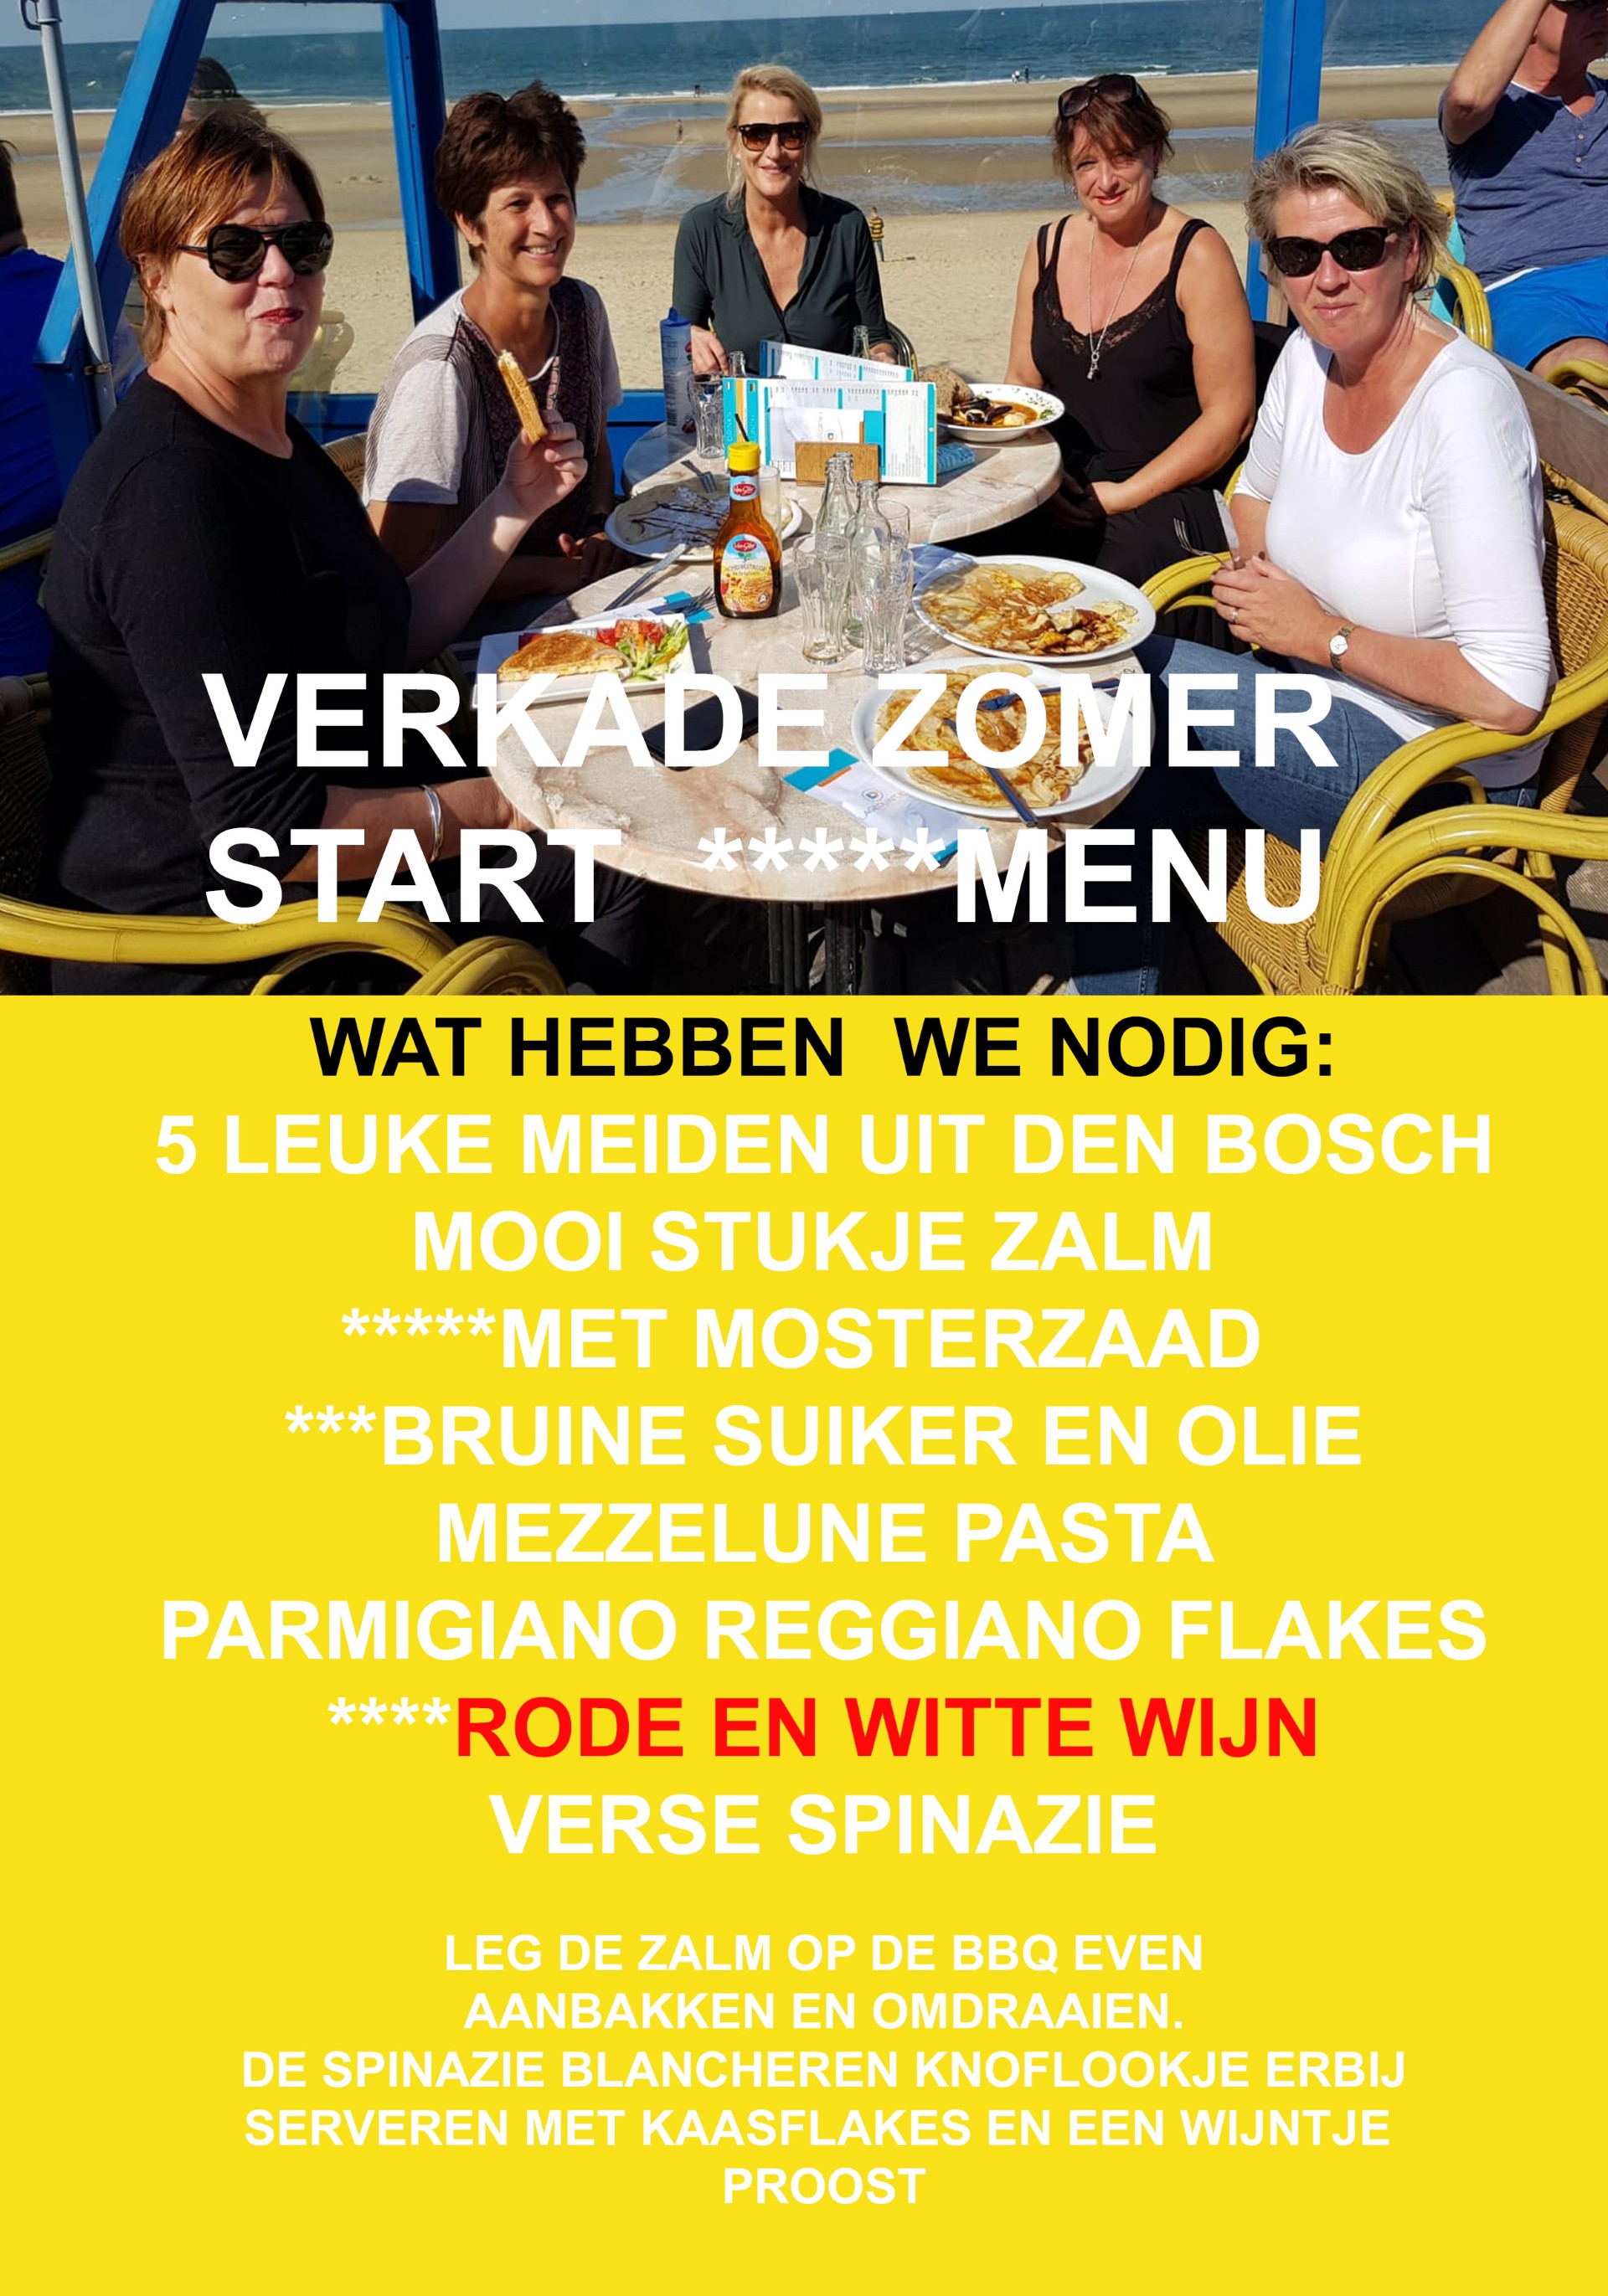 VERKADE ZOMER
START *****MENU
WAT HEBBEN WE NODIG:
5 LEUKE MEIDEN UIT DEN BOSCH
MOOI STUKJE ZALM
*****MET MOSTERZAAD
***BRUINE SUIKER EN OLIE
MEZZELUNE PASTA
PARMIGIANO REGGIANO FLAKES
****RODE EN WITTE WIJN
VERSE SPINAZIE
LEG DE ZALM OP DE BBQ EVEN
AANBAKKEN EN OMDRAAIEN.
DE SPINAZIE BLANCHEREN KNOFLOOKJE ERBIJ
SERVEREN MET KAASFLAKES EN EEN WIJNTJE
PROOST